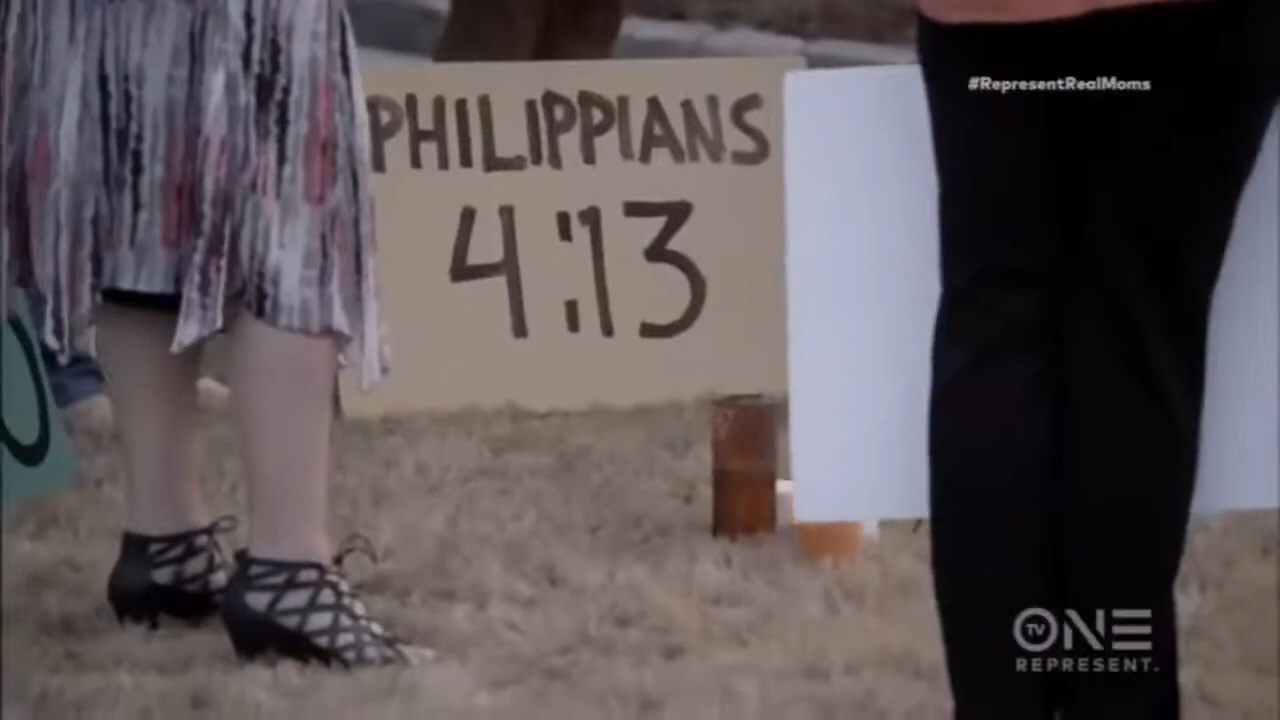 #RepresentRealMoms
PHILIPPIANS
4:13
TV ONE
REPRESENT.